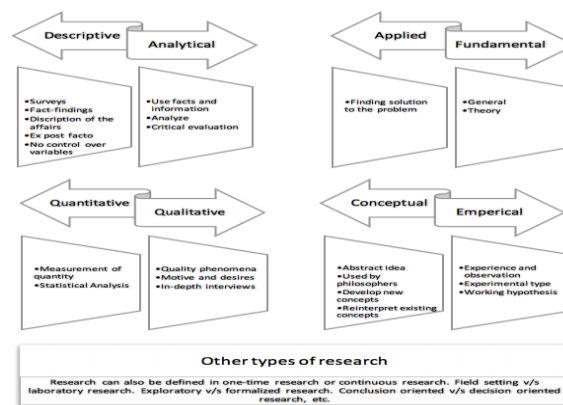 Descriptive
Analytical
•Surveys
•Fact-findings
•Discription of the
affairs
•Ex post facto
•No control over
variables
•Use facts and
information
•Analyze
•Critical evaluation
Applied
Fundamental
•Finding solution
to the problem
•General
•Theory
Quantitative
Qualitative
•Measurement of
quantity
•Statistical Analysis
•Quality phenomena
•Motive and desires
•In-depth interviews
Conceptual
Emperical
•Abstract idea
•Used by
philosophers
•Develop new
concepts
•Reinterpret existing
concepts
•Experience and
observation
•Experimental type
•Working hypothesis
Other types of research
Research can also be defined in one-time research or continuous research. Field setting v/s
laboratory research. Exploratory v/s formalized research. Conclusion oriented v/s decision oriented
research, etc.